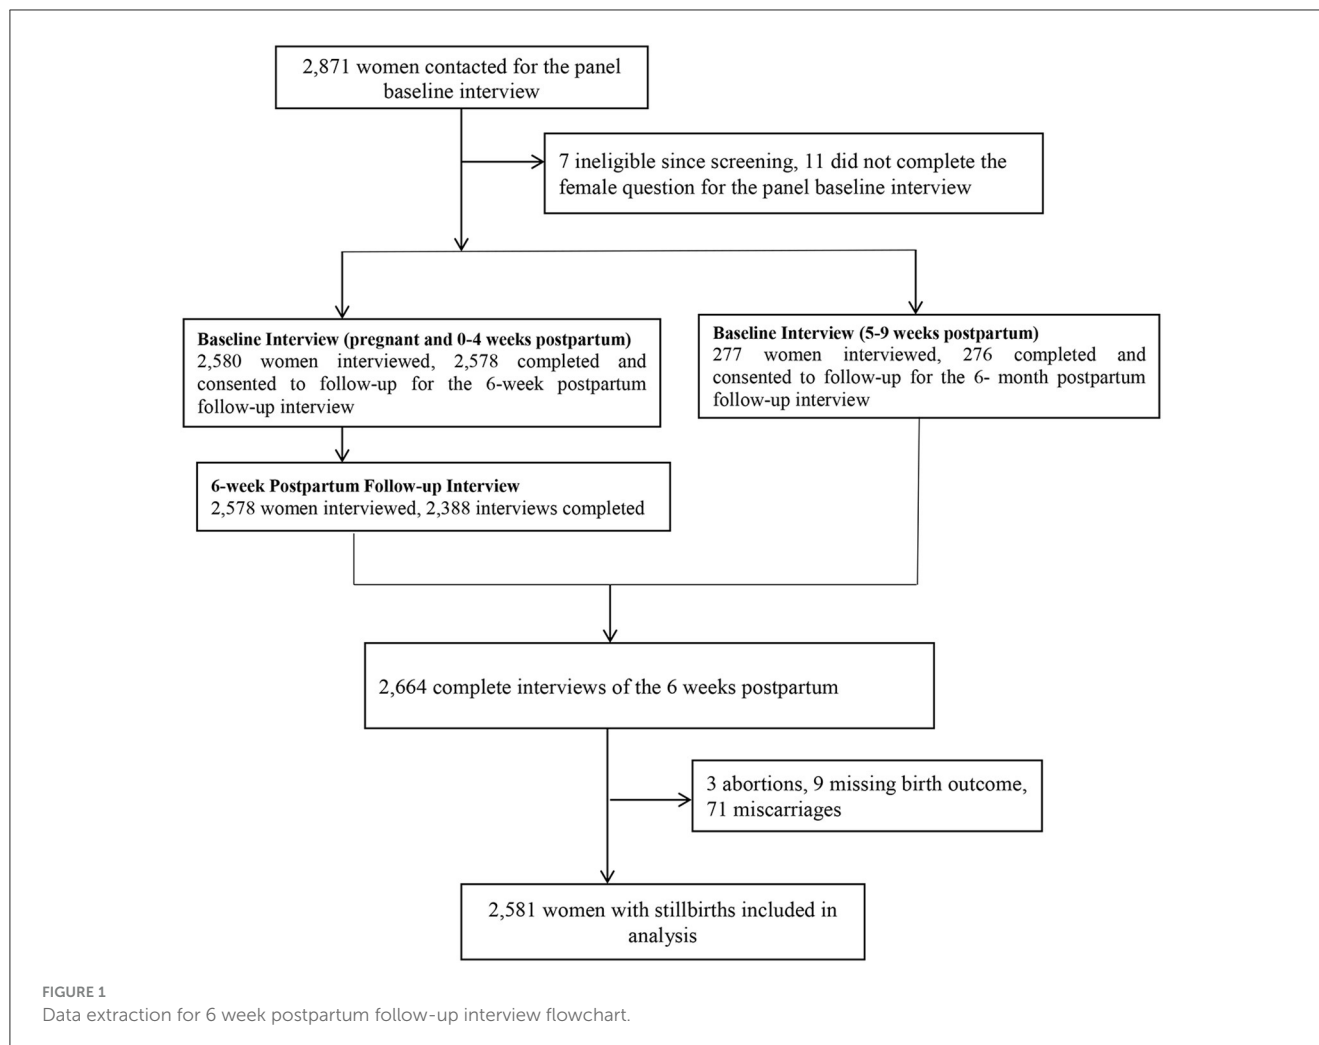 2,871 women contacted for the panel
baseline interview
7 ineligible since screening, 11 did not complete the
female question for the panel baseline interview
Baseline Interview (pregnant and 0-4 weeks postpartum)
2,580 women interviewed, 2,578 completed and
consented to follow-up for the 6-week postpartum
follow-up interview
Baseline Interview (5-9 weeks postpartum)
277 women interviewed, 276 completed and
consented to follow-up for the 6- month postpartum
follow-up interview
6-week Postpartum Follow-up Interview
2,578 women interviewed, 2,388 interviews completed
2,664 complete interviews of the 6 weeks postpartum
3 abortions, 9 missing birth outcome,
71 miscarriages
2,581 women with stillbirths included in
analysis
FIGURE 1
Data extraction for 6 week postpartum follow-up interview flowchart.